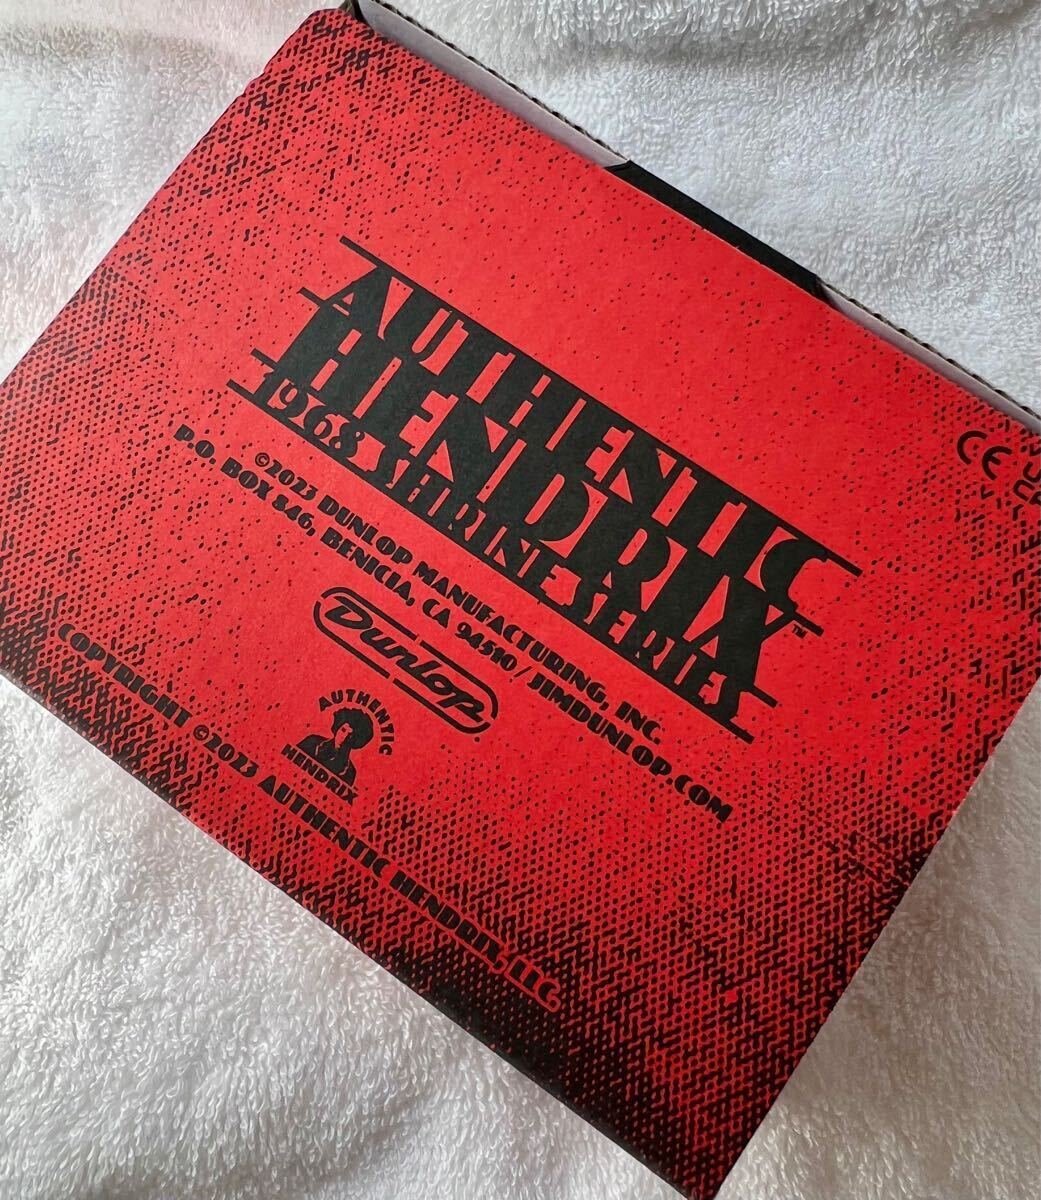 AUTHENTIC
HENDRIX™
1968 SHRINE SERIES
©2023 DUNLOP MANUFACTURING, INC.
P.O. BOX 846, BENICIA, CA 94510 / JIMDUNLOP.COM
Dunlop
AUTHENTIC
HENDRIX
COPYRIGHT ©2023 AUTHENTIC HENDRIX, LLC.
CE